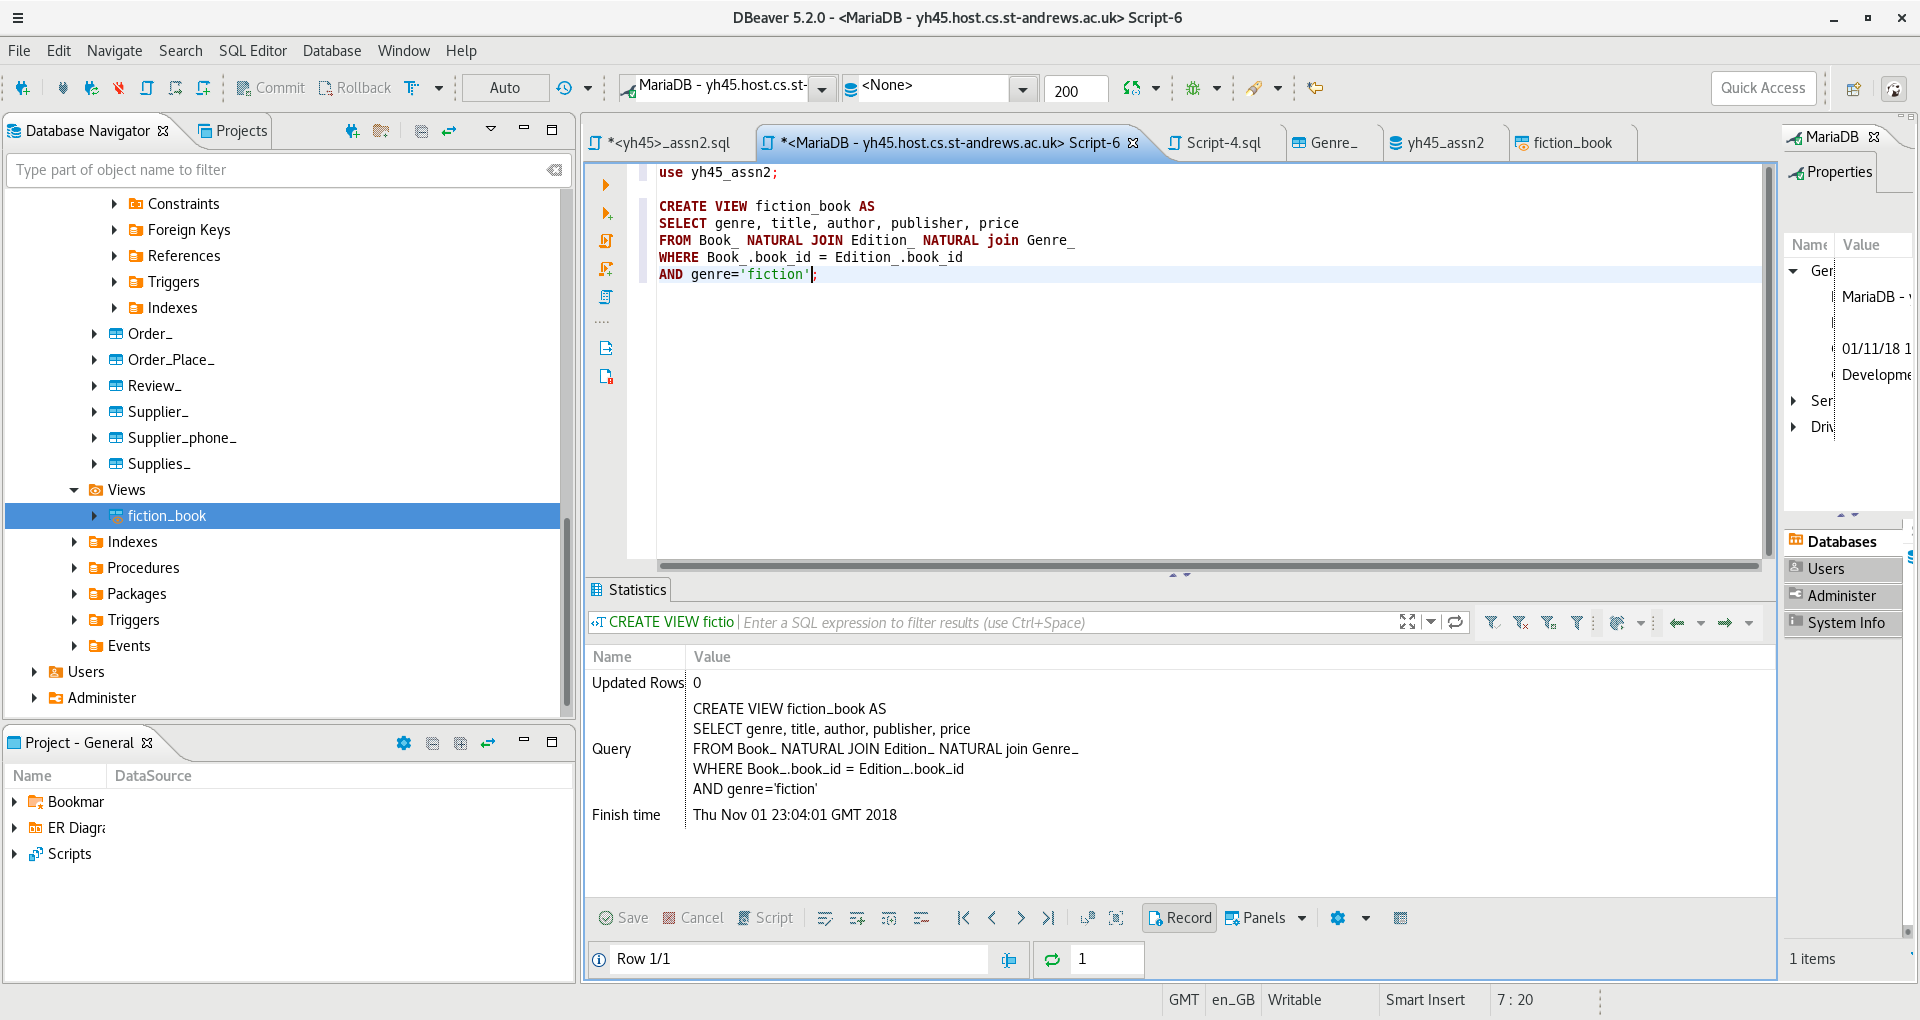 DBeaver 5.2.0 - <MariaDB - yh45.host.cs.st-andrews.ac.uk> Script-6
File Edit Navigate Search SQL Editor Database Window Help
Commit Rollback Auto MariaDB - yh45.host.cs.st- <None> 200 Quick Access
Database Navigator Projects
Type part of object name to filter
Constraints
Foreign Keys
References
Triggers
Indexes
Order_
Order_Place_
Review_
Supplier_
Supplier_phone_
Supplies_
Views
fiction_book
Indexes
Procedures
Packages
Triggers
Events
Users
Administer
Project - General
Name DataSource
Bookmar
ER Diagra
Scripts
*<yh45>_assn2.sql *<MariaDB - yh45.host.cs.st-andrews.ac.uk> Script-6 Script-4.sql Genre_ yh45_assn2 fiction_book
use yh45_assn2;
CREATE VIEW fiction_book AS
SELECT genre, title, author, publisher, price
FROM Book_ NATURAL JOIN Edition_ NATURAL join Genre_
WHERE Book_.book_id = Edition_.book_id
AND genre='fiction';
Statistics
CREATE VIEW fictio Enter a SQL expression to filter results (use Ctrl+Space)
Name Value
Updated Rows 0
Query
CREATE VIEW fiction_book AS
SELECT genre, title, author, publisher, price
FROM Book_ NATURAL JOIN Edition_ NATURAL join Genre_
WHERE Book_.book_id = Edition_.book_id
AND genre='fiction'
Finish time Thu Nov 01 23:04:01 GMT 2018
Save Cancel Script Record Panels
Row 1/1 1
MariaDB
Properties
Name Value
Ger
MariaDB -
01/11/18 1
Developme
Ser
Driv
Databases
Users
Administer
System Info
1 items
GMT en_GB Writable Smart Insert 7 : 20